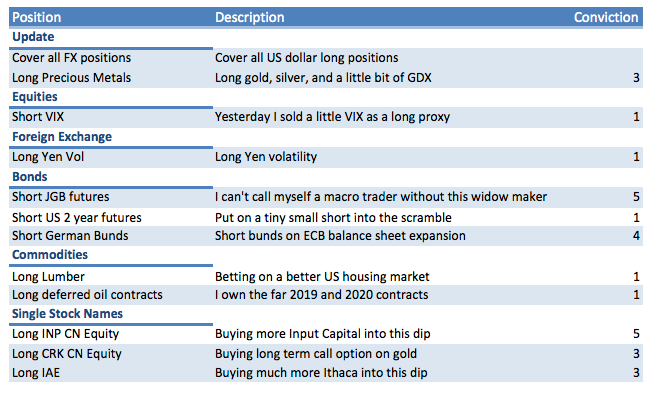 Position Description Conviction
Update
Cover all FX positions Cover all US dollar long positions
Long Precious Metals Long gold, silver, and a little bit of GDX 3
Equities
Short VIX Yesterday I sold a little VIX as a long proxy 1
Foreign Exchange
Long Yen Vol Long Yen volatility 1
Bonds
Short JGB futures I can't call myself a macro trader without this widow maker 5
Short US 2 year futures Put on a tiny small short into the scramble 1
Short German Bunds Short bunds on ECB balance sheet expansion 4
Commodities
Long Lumber Betting on a better US housing market 1
Long deferred oil contracts I own the far 2019 and 2020 contracts 1
Single Stock Names
Long INP CN Equity Buying more Input Capital into this dip 5
Long CRK CN Equity Buying long term call option on gold 3
Long IAE Buying much more Ithaca into this dip 3